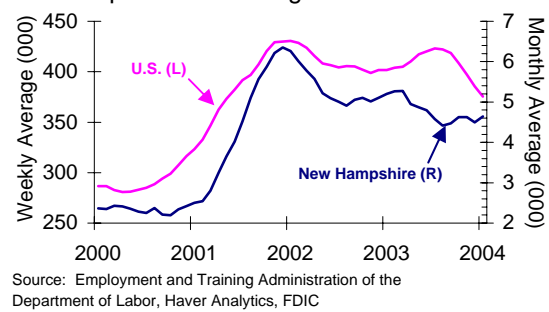 Weekly Average (000)
450
400
350
300
250
U.S. (L)
New Hampshire (R)
7
6
5
4
3
2
Monthly Average (000)
2000 2001 2002 2003 2004
Source: Employment and Training Administration of the
Department of Labor, Haver Analytics, FDIC